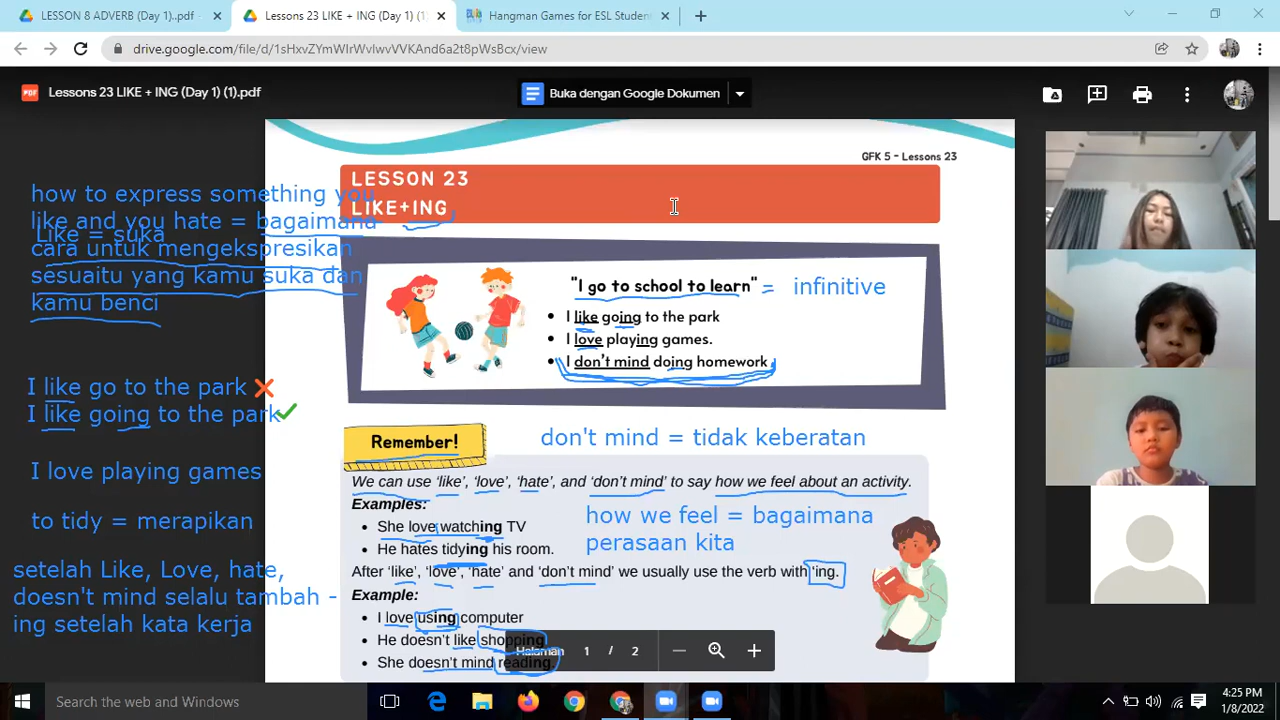 LESSON 8 ADVERB (Day 1)..pdf
Lessons 23 LIKE + ING (Day 1) (1)
Hangman Games for ESL Studen
drive.google.com/file/d/1sHxvZYmWIrWvIwvVVKAnd6a2t8pWsBcx/view
PDF
Lessons 23 LIKE + ING (Day 1) (1).pdf
Buka dengan Google Dokumen
GFK 5 - Lessons 23
LESSON 23
LIKE+ING
how to express something you
like and you hate = bagaimana
Like = suka
cara untuk mengekspresikan
sesuaitu yang kamu suka dan
kamu benci
"I go to school to learn" = infinitive
• I like going to the park
• I love playing games.
• I don't mind doing homework
I like go to the park ❌
I like going to the park ✓
I love playing games
to tidy = merapikan
setelah Like, Love, hate,
doesn't mind selalu tambah -
ing setelah kata kerja
Remember!
don't mind = tidak keberatan
We can use 'like', 'love', 'hate', and 'don't mind' to say how we feel about an activity.
Examples:
• She love watching TV
• He hates tidying his room.
how we feel = bagaimana
perasaan kita
After 'like', 'love', 'hate' and 'don't mind' we usually use the verb with 'ing.
Example:
• I love using computer
• He doesn't like shopping
• She doesn't mind reading.
Halaman 1 / 2
Search the web and Windows
4:25 PM
1/8/2022